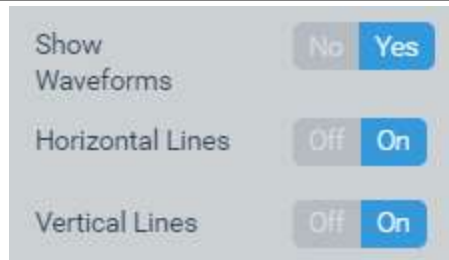 Show No Yes
Waveforms
Horizontal Lines Off On
Vertical Lines Off On